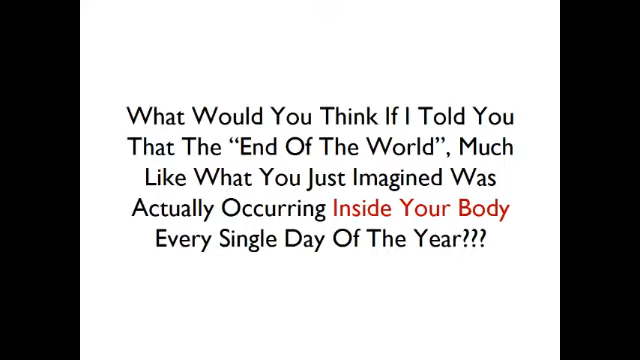 What Would You Think If I Told You
That The “End Of The World”, Much
Like What You Just Imagined Was
Actually Occurring Inside Your Body
Every Single Day Of The Year???